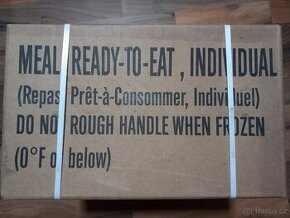 MEAL READY-TO-EAT, INDIVIDUAL
(Repas Prêt-à-Consommer, Individuel)
DO NO ROUGH HANDLE WHEN FROZEN
(0°F o below)